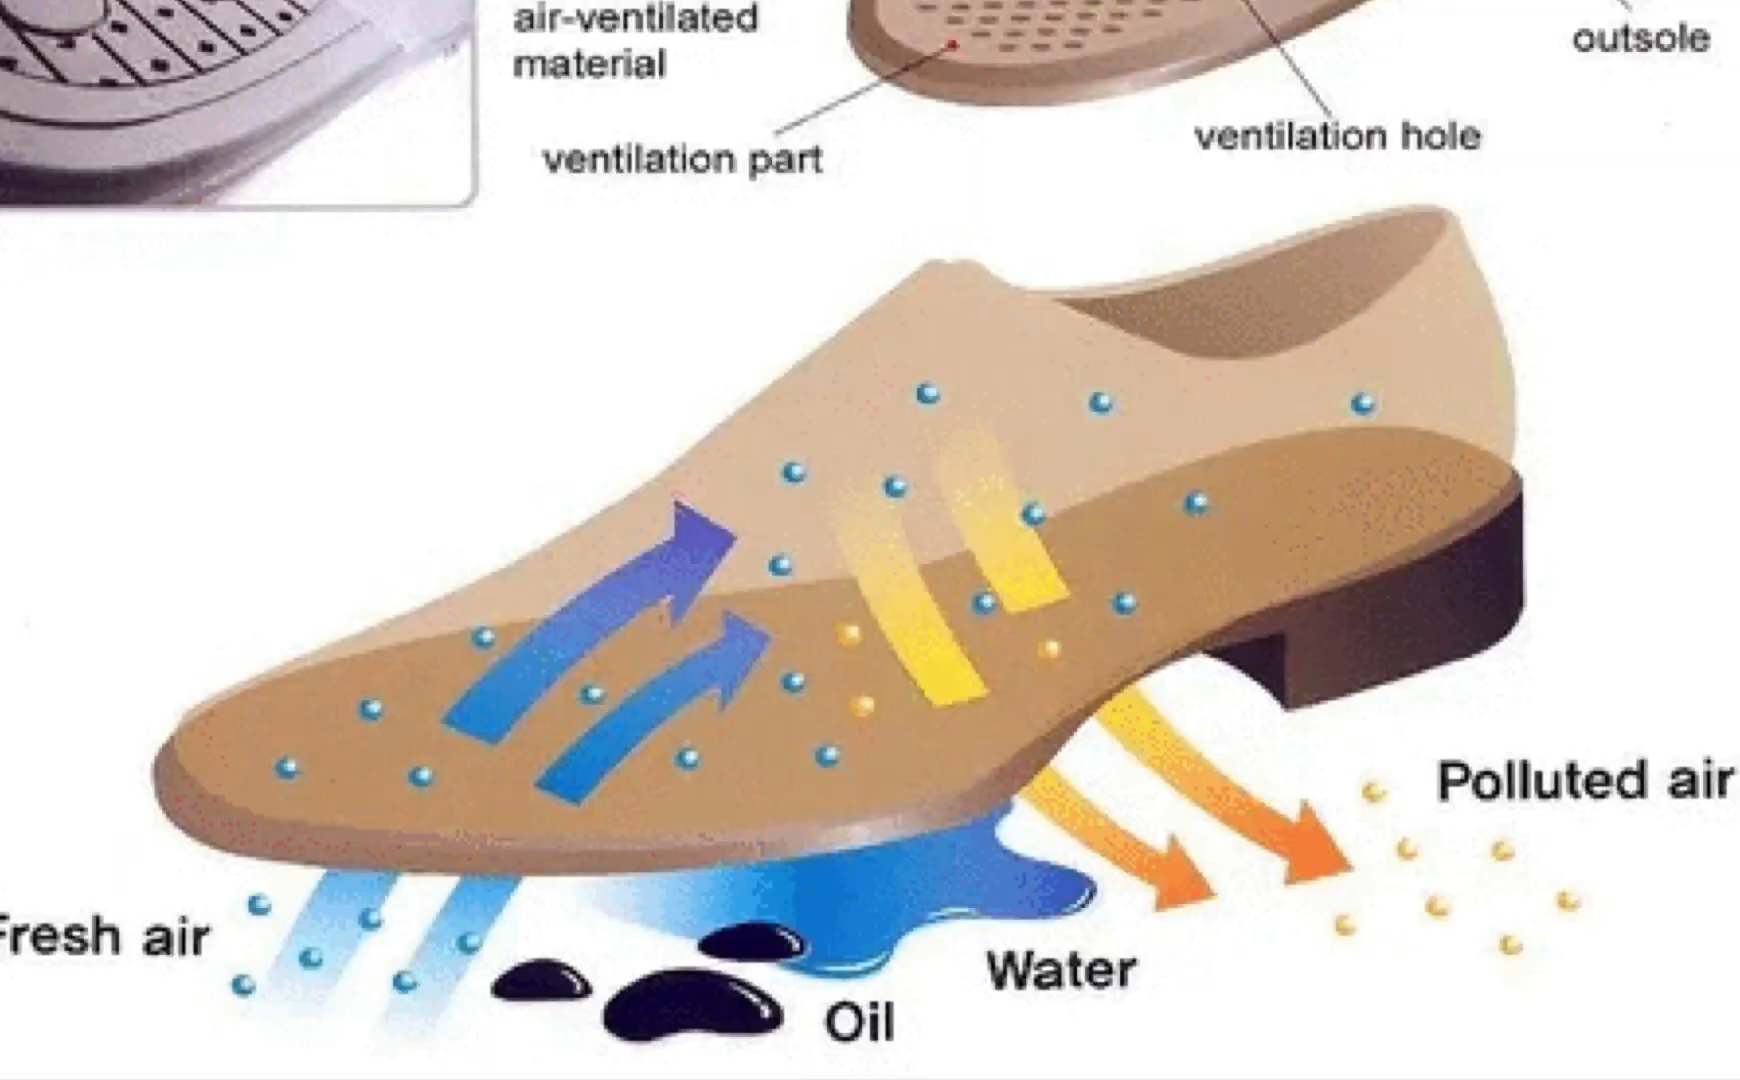 air-ventilated
material
outsole
ventilation part
ventilation hole
Polluted air
Fresh air
Water
Oil